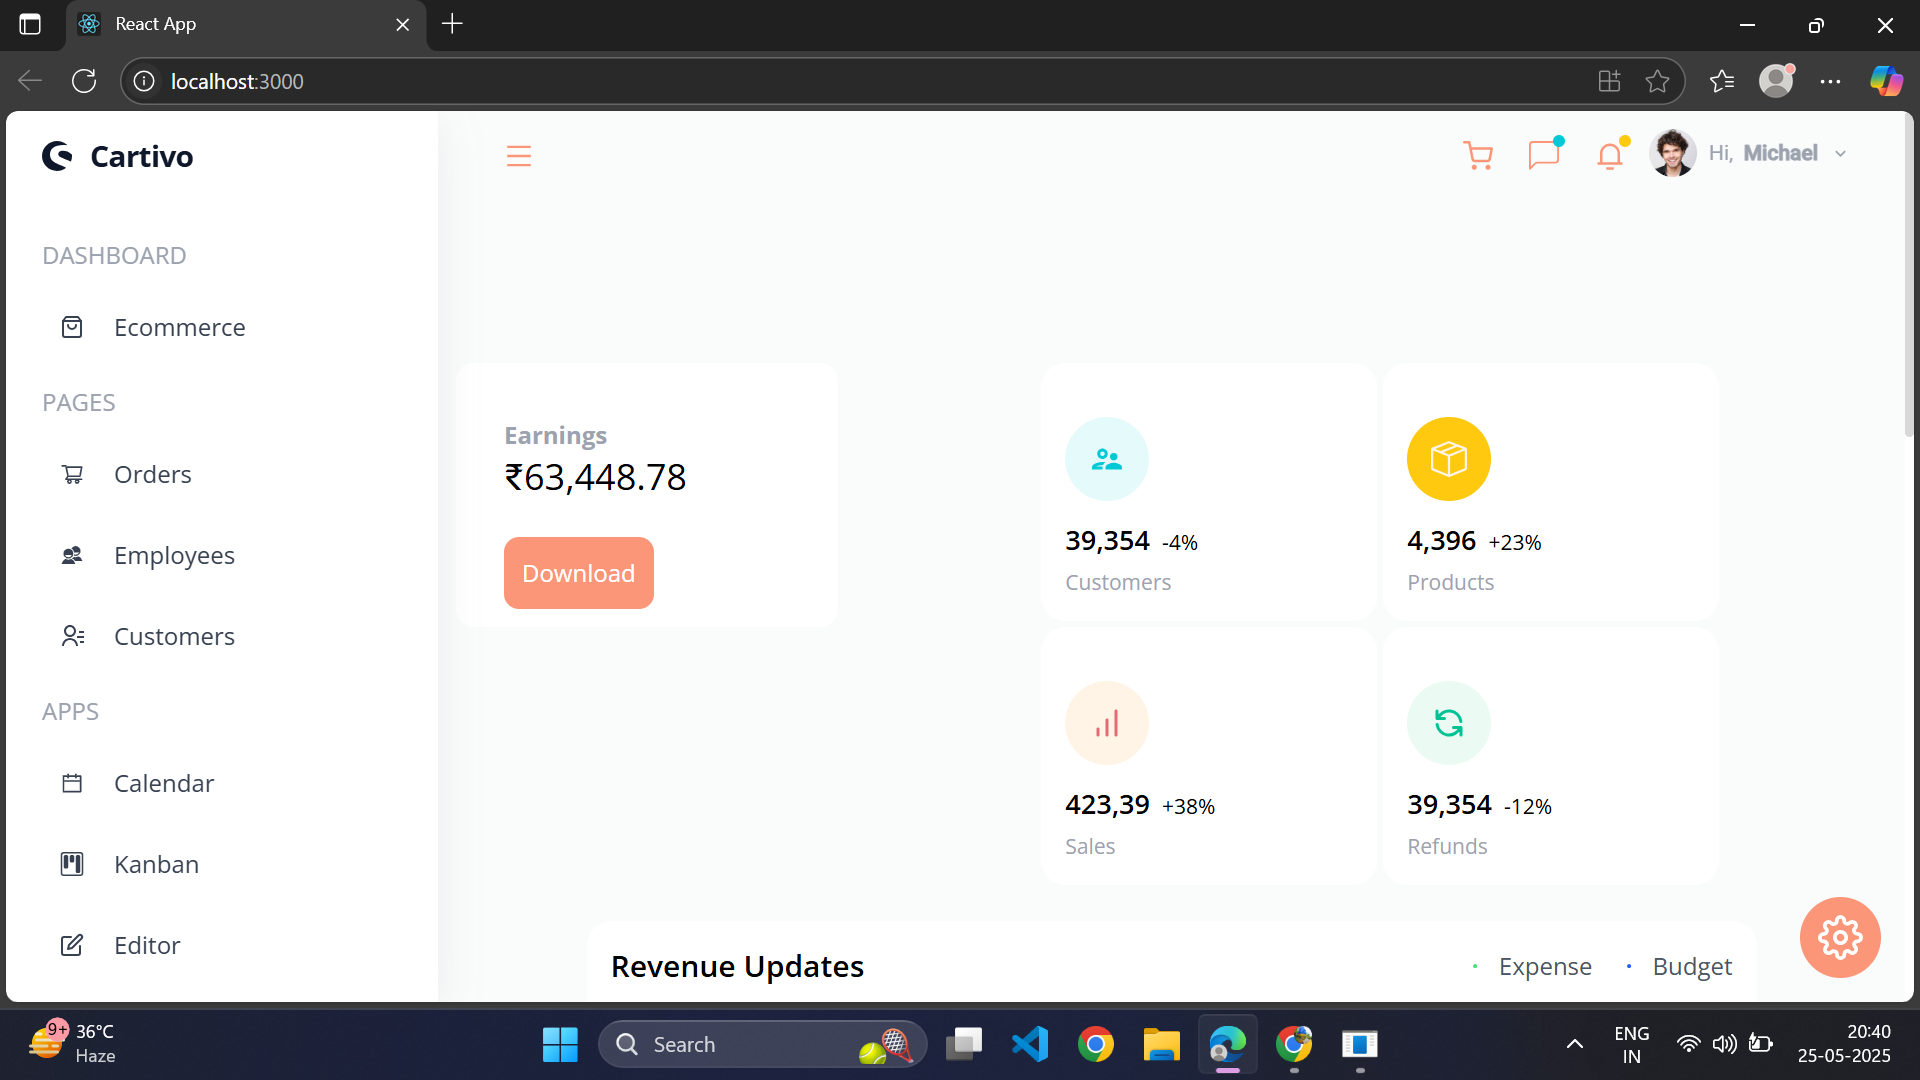 React App
localhost:3000
Cartivo
Hi, Michael
DASHBOARD
Ecommerce
PAGES
Orders
Employees
Customers
APPS
Calendar
Kanban
Editor
Earnings
₹63,448.78
Download
39,354 -4%
Customers
4,396 +23%
Products
423,39 +38%
Sales
39,354 -12%
Refunds
Revenue Updates
Expense
Budget
9+
36°C
Haze
Search
ENG
IN
20:40
25-05-2025